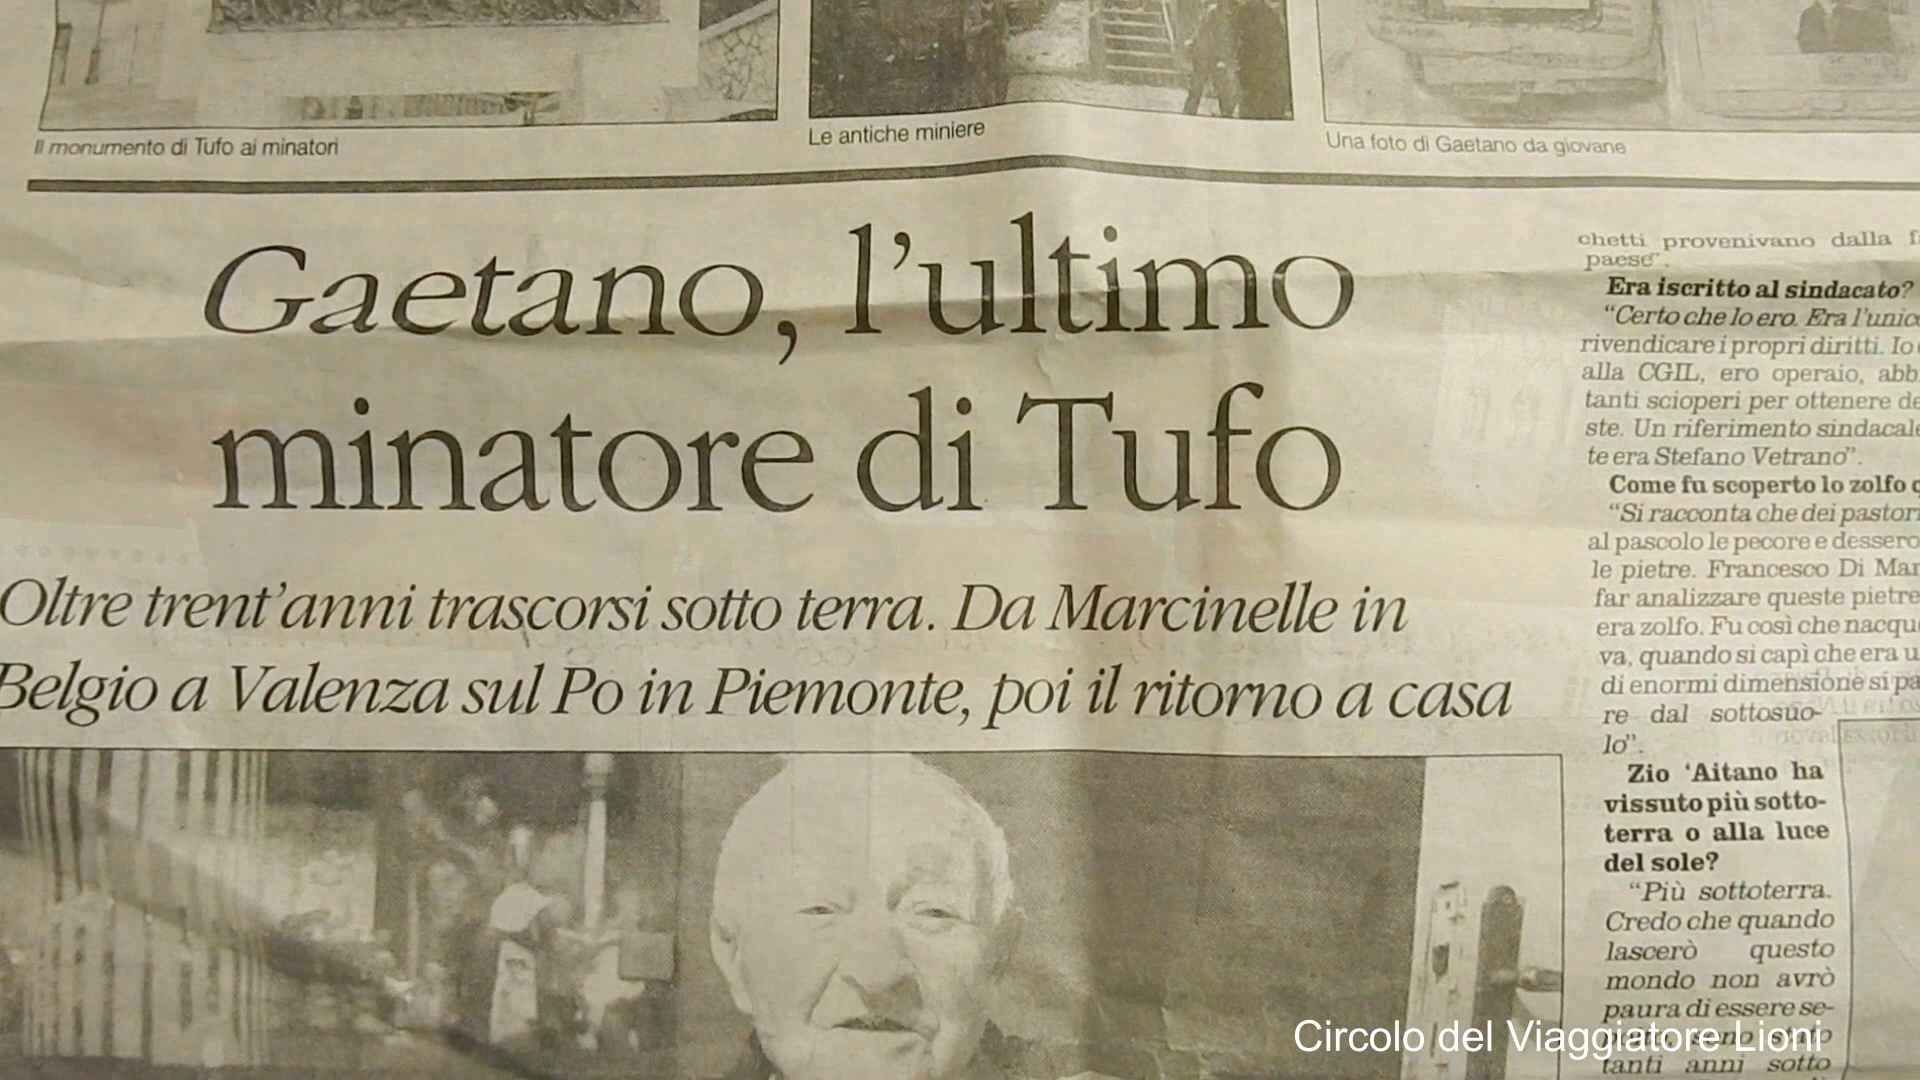 Il monumento di Tufo ai minatori
Le antiche miniere
Una foto di Gaetano da giovane
Gaetano, l'ultimo
minatore di Tufo
Oltre trent'anni trascorsi sotto terra. Da Marcinelle in
Belgio a Valenza sul Po in Piemonte, poi il ritorno a casa
chetti provenivano dalla
paese".
Era iscritto al sindacato?
"Certo che lo ero. Era l'unico
rivendicare i propri diritti. Io
alla CGIL, ero operaio, abb
tanti scioperi per ottenere de
ste. Un riferimento sindacale
te era Stefano Vetrano".
Come fu scoperto lo zolfo
"Si racconta che dei pastori
al pascolo le pecore e dessero
le pietre. Francesco Di Mar
far analizzare queste pietre
era zolfo. Fu così che nacque
va, quando si capì che era u
di enormi dimensione si pa
re dal sottosuo-
lo".
Zio 'Aitano ha
vissuto più sotto-
terra o alla luce
del sole?
"Più sottoterra.
Credo che quando
lascerò questo
mondo non avrò
paura di essere se-
sono stato
tanti anni sotto
Circolo del Viaggiatore Lioni